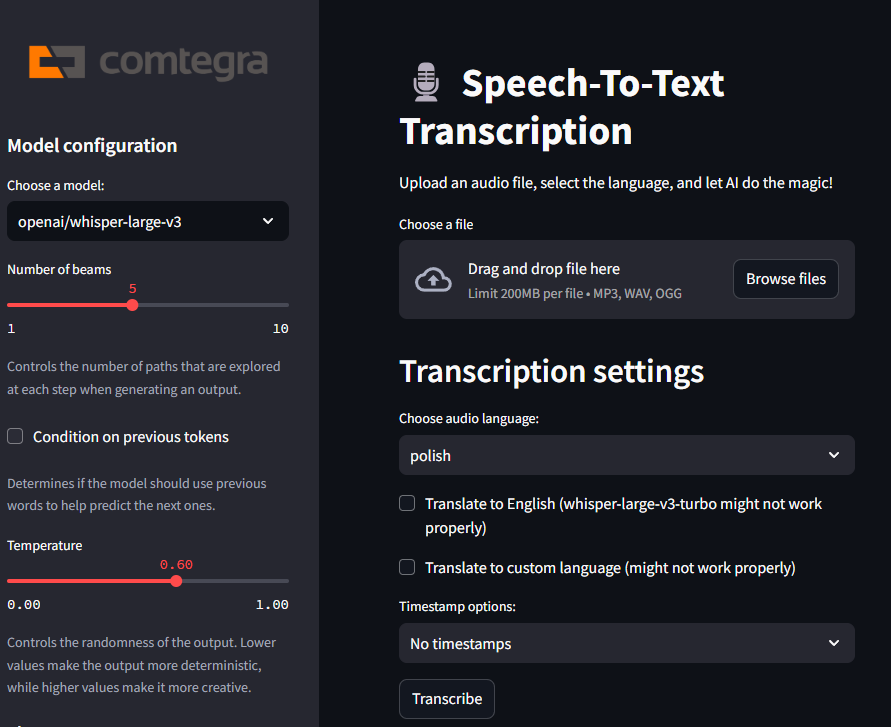 comtegra
Model configuration
Choose a model:
openai/whisper-large-v3
Number of beams
5
1
10
Controls the number of paths that are explored
at each step when generating an output.
Condition on previous tokens
Determines if the model should use previous
words to help predict the next ones.
Temperature
0.60
0.00
1.00
Controls the randomness of the output. Lower
values make the output more deterministic,
while higher values make it more creative.
Speech-To-Text
Transcription
Upload an audio file, select the language, and let AI do the magic!
Choose a file
Drag and drop file here
Limit 200MB per file • MP3, WAV, OGG
Browse files
Transcription settings
Choose audio language:
polish
Translate to English (whisper-large-v3-turbo might not work
properly)
Translate to custom language (might not work properly)
Timestamp options:
No timestamps
Transcribe